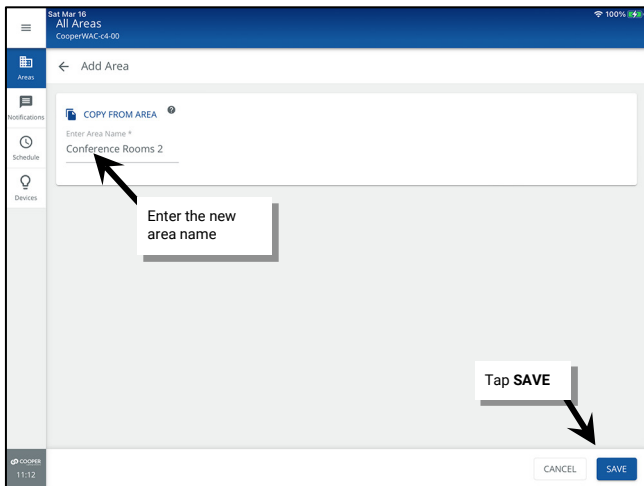 Sat Mar 16
100%
All Areas
CooperWAC-c4-00
Areas
← Add Area
Notifications
COPY FROM AREA ?
Enter Area Name *
Schedule
Conference Rooms 2
Devices
Enter the new
area name
Tap SAVE
COOPER
11:12
CANCEL
SAVE